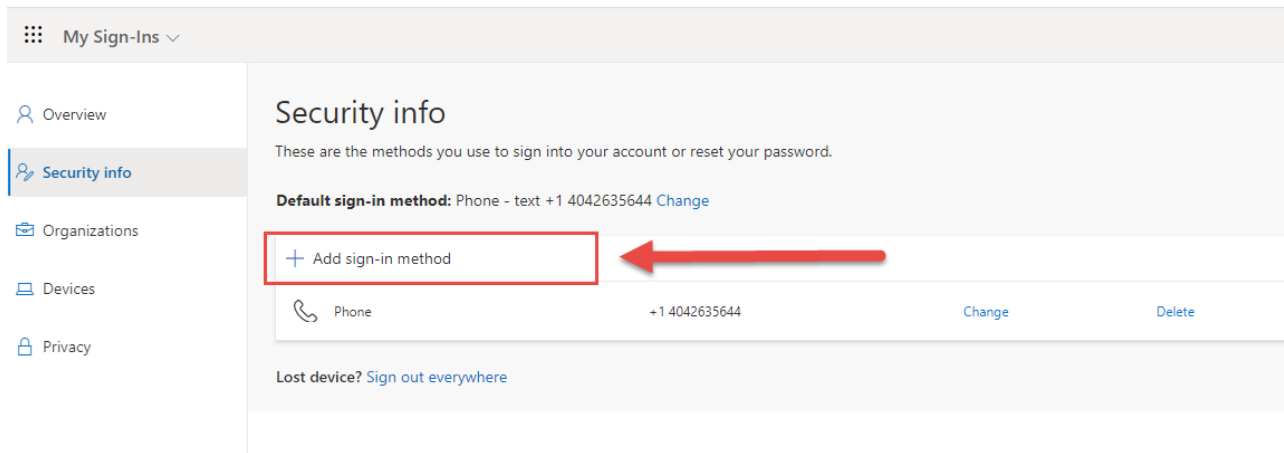 My Sign-Ins
Overview
Security info
Organizations
Devices
Privacy
Security info
These are the methods you use to sign into your account or reset your password.
Default sign-in method: Phone - text +1 4042635644 Change
Add sign-in method
Phone +1 4042635644 Change Delete
Lost device? Sign out everywhere